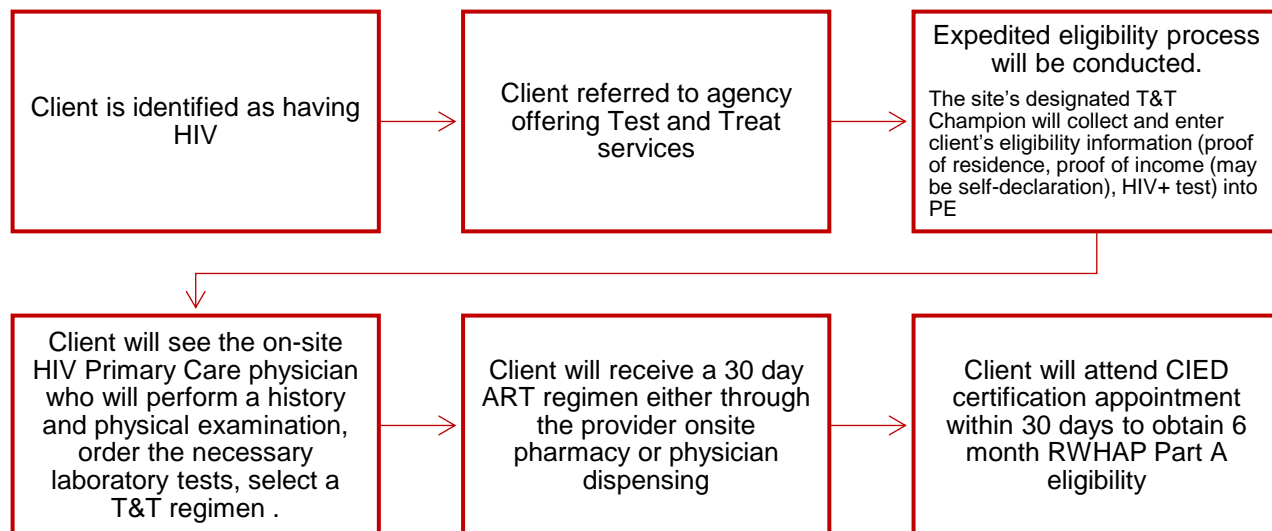 Client is identified as having
HIV
Client referred to agency
offering Test and Treat
services
Expedited eligibility process
will be conducted.
The site’s designated T&T
Champion will collect and enter
client’s eligibility information (proof
of residence, proof of income (may
be self-declaration), HIV+ test) into
PE
Client will see the on-site
HIV Primary Care physician
who will perform a history
and physical examination,
order the necessary
laboratory tests, select a
T&T regimen .
Client will receive a 30 day
ART regimen either through
the provider onsite
pharmacy or physician
dispensing
Client will attend CIED
certification appointment
within 30 days to obtain 6
month RWHAP Part A
eligibility